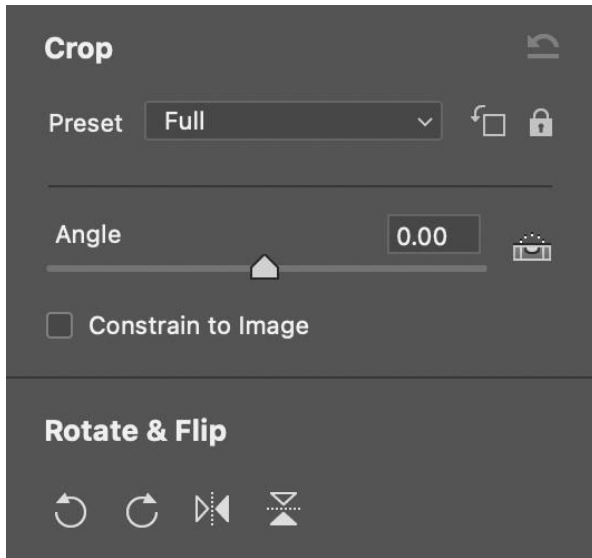 Crop
Preset Full
Angle 0.00
Constrain to Image
Rotate & Flip